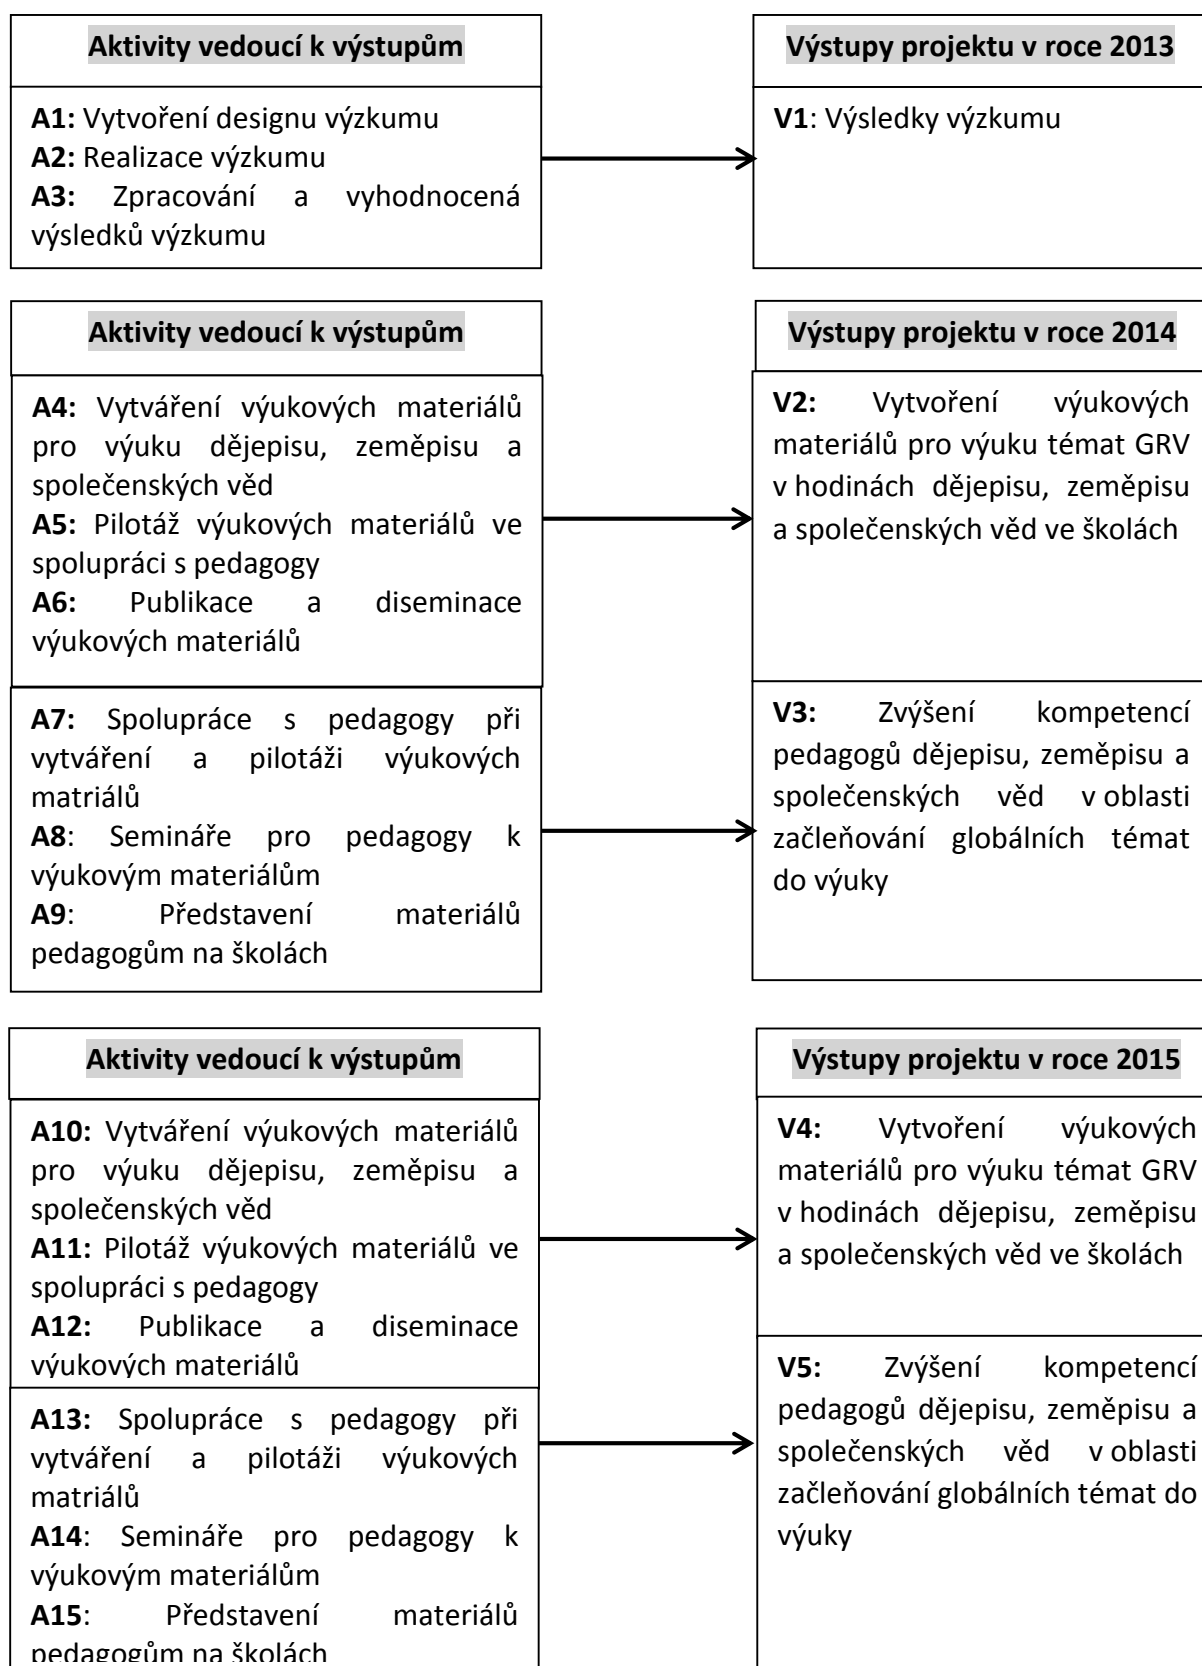 Aktivity vedoucí k výstupům
A1: Vytvoření designu výzkumu
A2: Realizace výzkumu
A3: Zpracování a vyhodnocená
výsledků výzkumu
Výstupy projektu v roce 2013
V1: Výsledky výzkumu
Aktivity vedoucí k výstupům
A4: Vytváření výukových materiálů
pro výuku dějepisu, zeměpisu a
společenských věd
A5: Pilotáž výukových materiálů ve
spolupráci s pedagogy
A6: Publikace a diseminace
výukových materiálů
A7: Spolupráce s pedagogy při
vytváření a pilotáži výukových
matriálů
A8: Semináře pro pedagogy k
výukovým materiálům
A9: Představení materiálů
pedagogům na školách
Výstupy projektu v roce 2014
V2: Vytvoření výukových
materiálů pro výuku témat GRV
v hodinách dějepisu, zeměpisu
a společenských věd ve školách
V3: Zvýšení kompetencí
pedagogů dějepisu, zeměpisu a
společenských věd v oblasti
začleňování globálních témat
do výuky
Aktivity vedoucí k výstupům
A10: Vytváření výukových materiálů
pro výuku dějepisu, zeměpisu a
společenských věd
A11: Pilotáž výukových materiálů ve
spolupráci s pedagogy
A12: Publikace a diseminace
výukových materiálů
A13: Spolupráce s pedagogy při
vytváření a pilotáži výukových
matriálů
A14: Semináře pro pedagogy k
výukovým materiálům
A15: Představení materiálů
pedagogům na školách
Výstupy projektu v roce 2015
V4: Vytvoření výukových
materiálů pro výuku témat GRV
v hodinách dějepisu, zeměpisu
a společenských věd ve školách
V5: Zvýšení kompetencí
pedagogů dějepisu, zeměpisu a
společenských věd v oblasti
začleňování globálních témat do
výuky